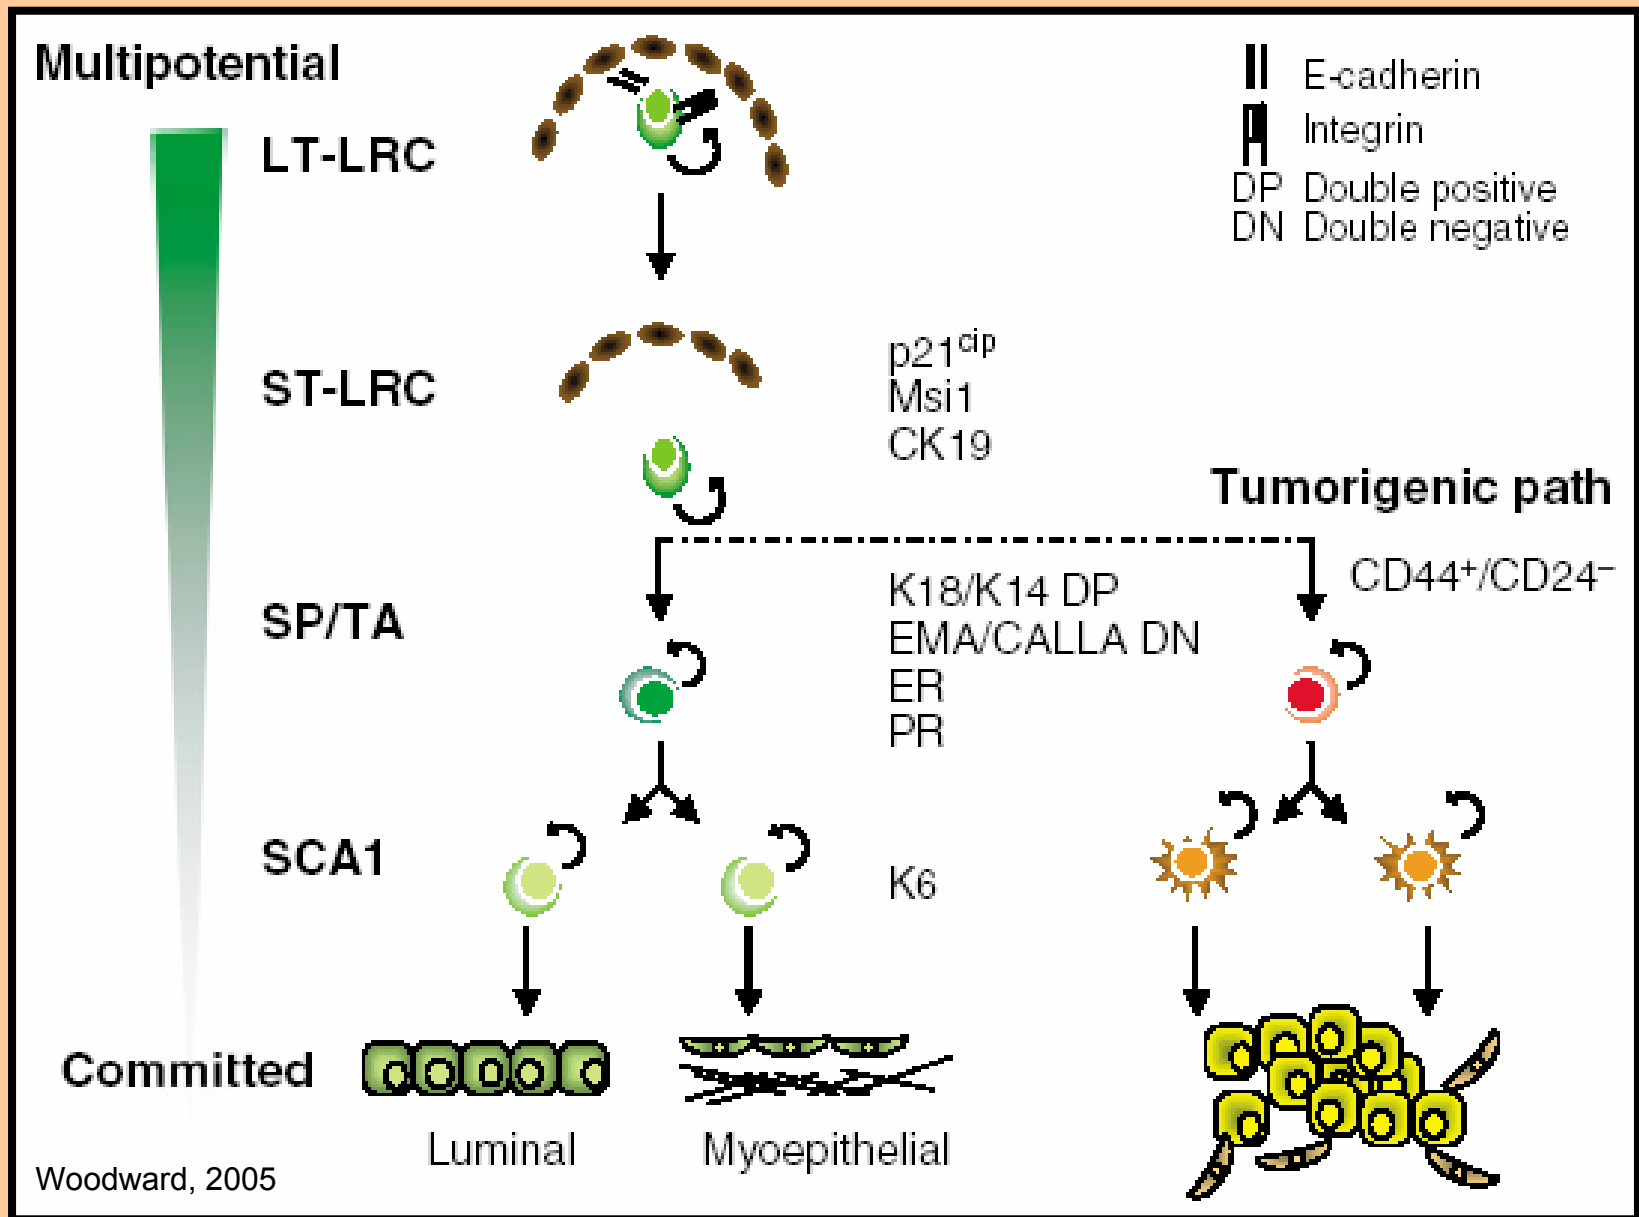 Multipotential
LT-LRC
E-cadherin
Integrin
DP Double positive
DN Double negative
ST-LRC
p21cip
Msi1
CK19
Tumorigenic path
CD44+/CD24−
SP/TA
K18/K14 DP
EMA/CALLA DN
ER
PR
SCA1
K6
Committed
Luminal
Myoepithelial
Woodward, 2005